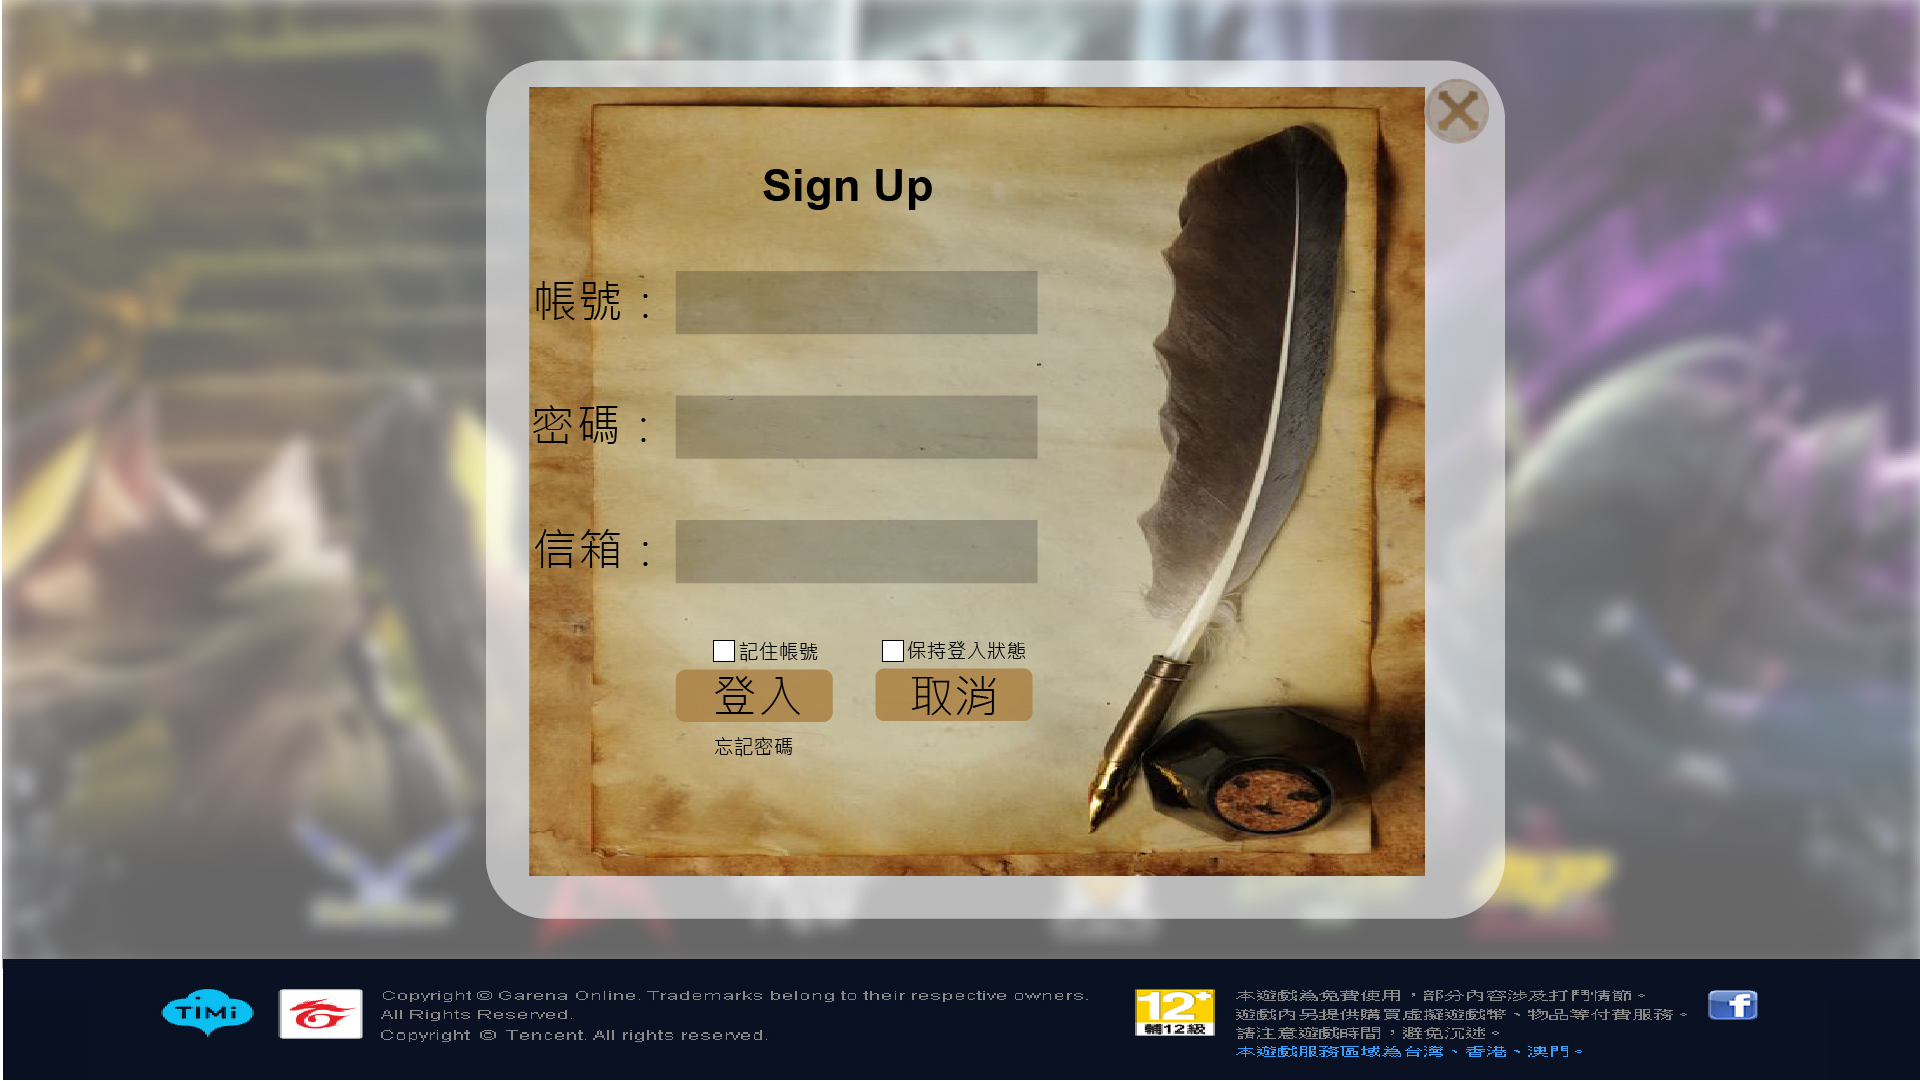 Sign Up
帳號：
密碼：
信箱：
記住帳號 保持登入狀態
登入 取消
忘記密碼
TiMi
Copyright © Garena Online. Trademarks belong to their respective owners.
All Rights Reserved.
Copyright © Tencent. All rights reserved.
12+
輔12級
本遊戲為免費使用，部分內容涉及打鬥情節。
遊戲內另提供購買虛擬遊戲幣、物品等付費服務。
請注意遊戲時間，避免沉迷。
本遊戲服務區域為台灣、香港、澳門。
f